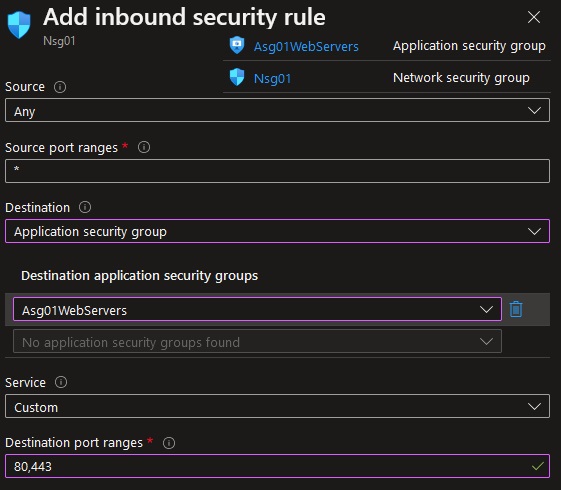 Add inbound security rule
Nsg01
Asg01WebServers Application security group
Nsg01 Network security group
Source
Any
Source port ranges *
*
Destination
Application security group
Destination application security groups
Asg01WebServers
No application security groups found
Service
Custom
Destination port ranges *
80,443